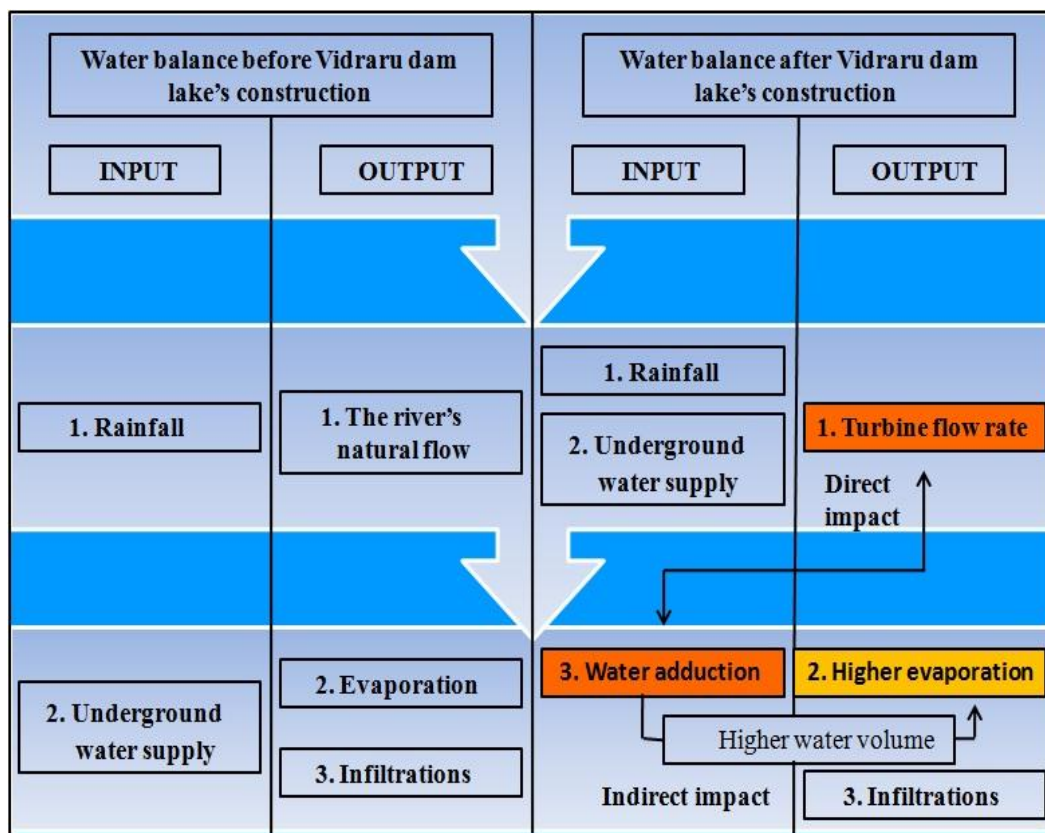 Water balance before Vidraru dam
lake's construction
Water balance after Vidraru dam
lake's construction
INPUT
OUTPUT
INPUT
OUTPUT
1. Rainfall
1. The river's
natural flow
1. Rainfall
2. Underground
water supply
1. Turbine flow rate
Direct
impact
2. Underground
water supply
2. Evaporation
3. Infiltrations
3. Water adduction
2. Higher evaporation
Higher water volume
Indirect impact
3. Infiltrations